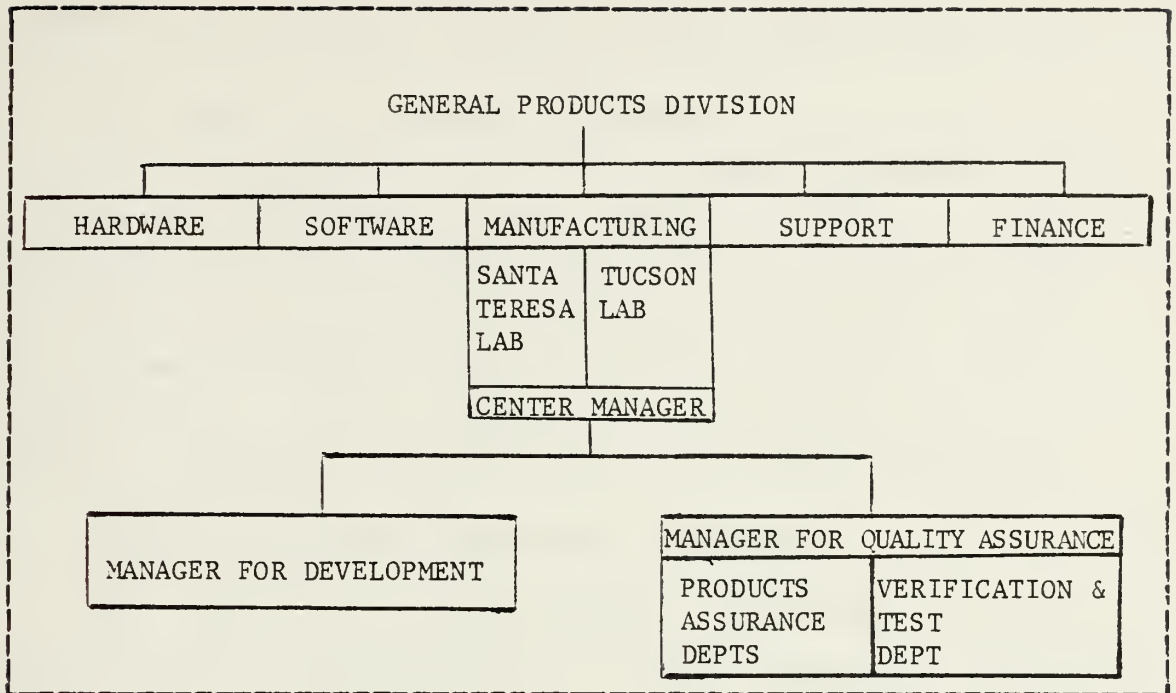 GENERAL PRODUCTS DIVISION
HARDWARE SOFTWARE MANUFACTURING SUPPORT FINANCE
SANTA TERESA LAB
TUCSON LAB
CENTER MANAGER
MANAGER FOR DEVELOPMENT
MANAGER FOR QUALITY ASSURANCE
PRODUCTS ASSURANCE DEPTS
VERIFICATION & TEST DEPT